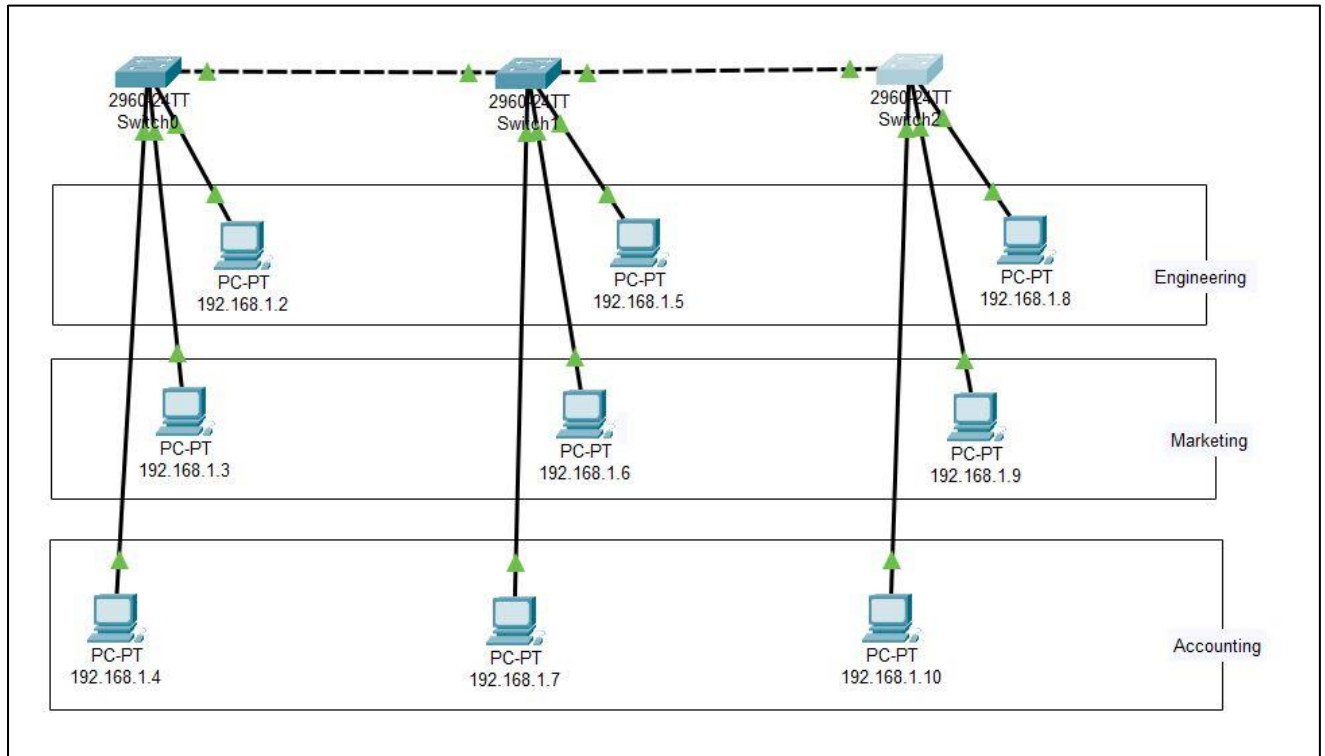 2960-24TT
Switch0
2960-24TT
Switch1
2960-24TT
Switch2
PC-PT
192.168.1.2
PC-PT
192.168.1.5
PC-PT
192.168.1.8
Engineering
PC-PT
192.168.1.3
PC-PT
192.168.1.6
PC-PT
192.168.1.9
Marketing
PC-PT
192.168.1.4
PC-PT
192.168.1.7
PC-PT
192.168.1.10
Accounting